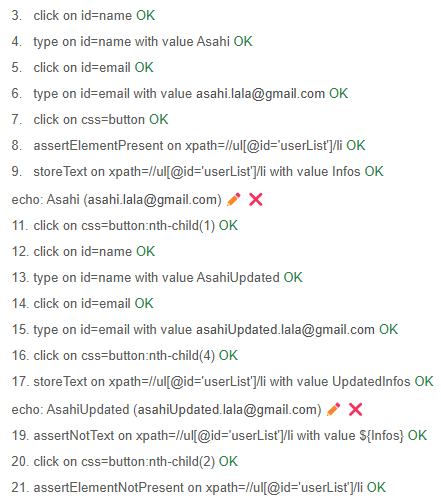 3. click on id=name OK
4. type on id=name with value Asahi OK
5. click on id=email OK
6. type on id=email with value asahi.lala@gmail.com OK
7. click on css=button OK
8. assertElementPresent on xpath=//ul[@id='userList']/li OK
9. storeText on xpath=//ul[@id='userList']/li with value Infos OK
echo: Asahi (asahi.lala@gmail.com) ✏️ ❌
11. click on css=button:nth-child(1) OK
12. click on id=name OK
13. type on id=name with value AsahiUpdated OK
14. click on id=email OK
15. type on id=email with value asahiUpdated.lala@gmail.com OK
16. click on css=button:nth-child(4) OK
17. storeText on xpath=//ul[@id='userList']/li with value UpdatedInfos OK
echo: AsahiUpdated (asahiUpdated.lala@gmail.com) ✏️ ❌
19. assertNotText on xpath=//ul[@id='userList']/li with value ${Infos} OK
20. click on css=button:nth-child(2) OK
21. assertElementNotPresent on xpath=//ul[@id='userList']/li OK